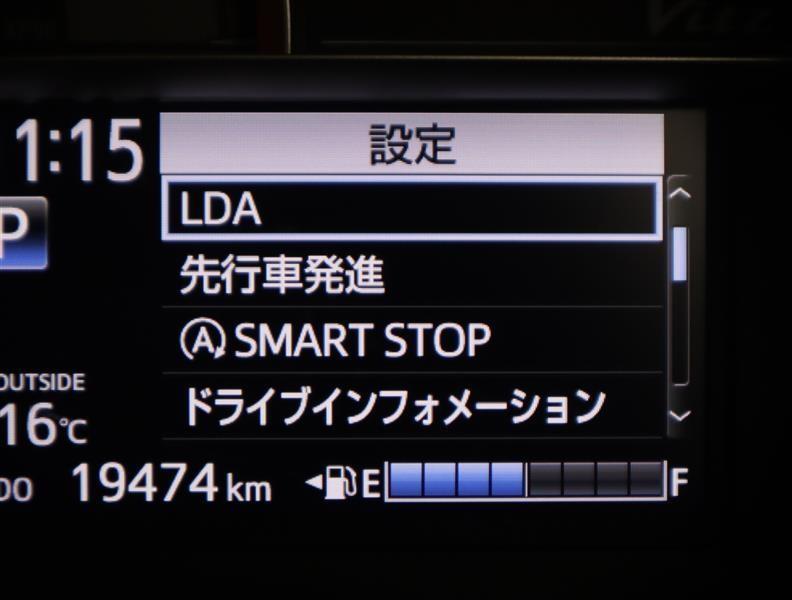 Vitz
1:15
設定
LDA
P
先行車発進
A SMART STOP
OUTSIDE
ドライブインフォメーション
16℃
19474 km
E
F